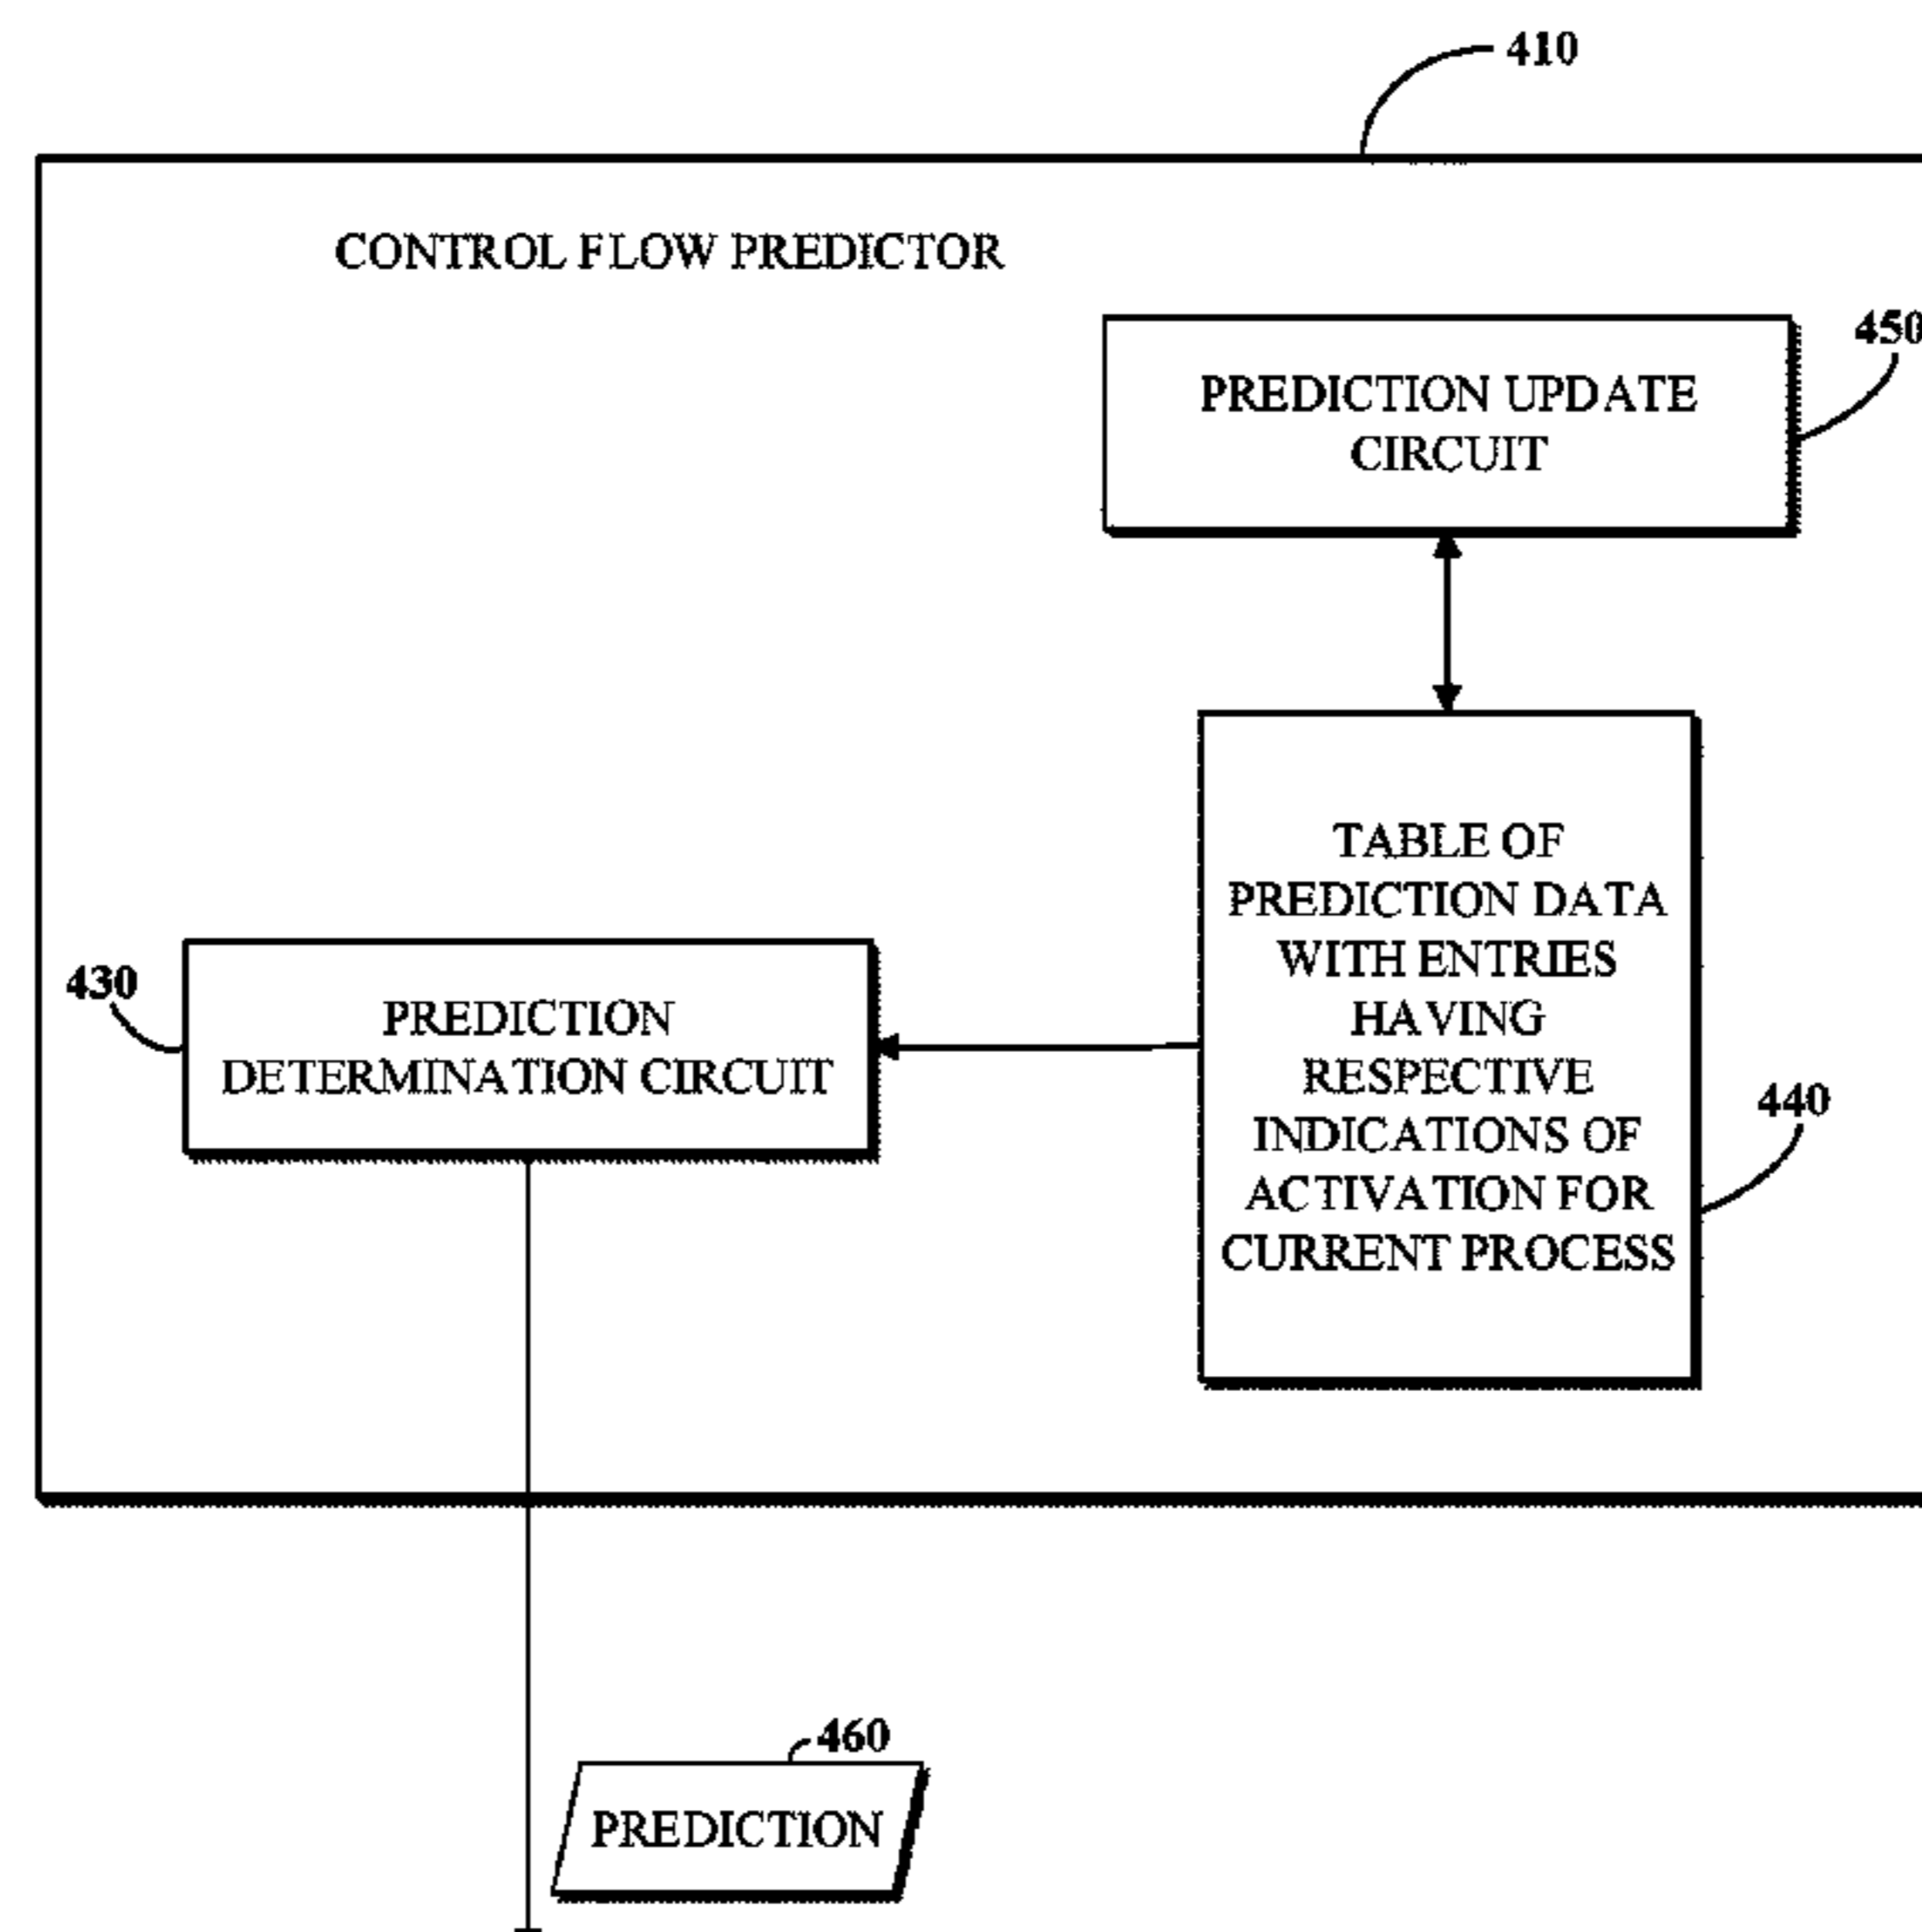 410
CONTROL FLOW PREDICTOR
450
PREDICTION UPDATE
CIRCUIT
TABLE OF
PREDICTION DATA
WITH ENTRIES
HAVING
RESPECTIVE
INDICATIONS OF
ACTIVATION FOR
CURRENT PROCESS
430
PREDICTION
DETERMINATION CIRCUIT
440
460
PREDICTION